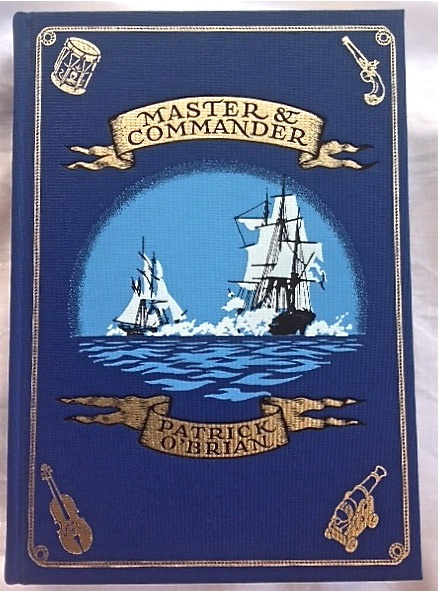 MASTER &
COMMANDER
PATRICK
O'BRIAN